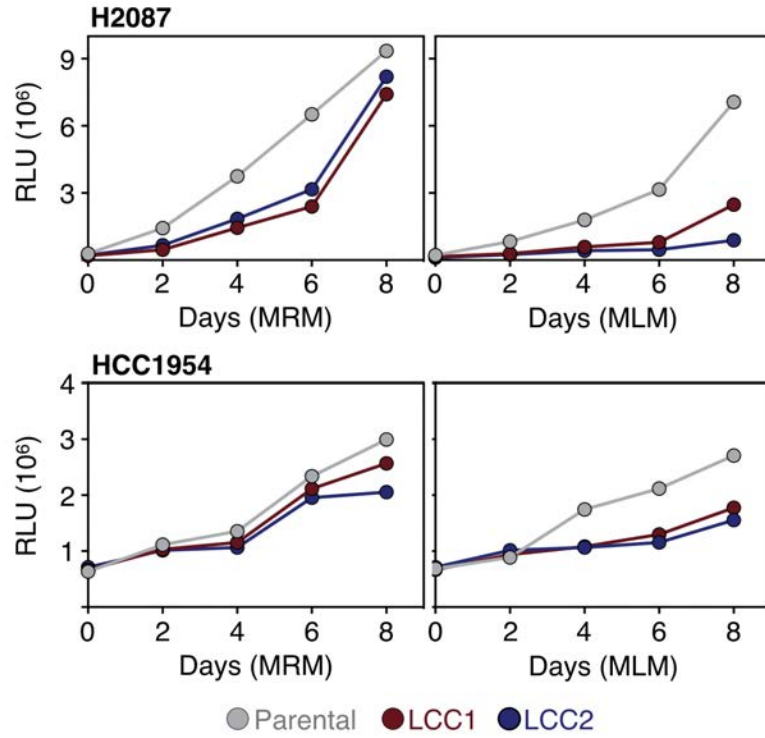 H2087
RLU (10⁶)
9
6
3
0 2 4 6 8 0 2 4 6 8
Days (MRM) Days (MLM)
HCC1954
RLU (10⁶)
4
3
2
1
0 2 4 6 8 0 2 4 6 8
Days (MRM) Days (MLM)
Parental LCC1 LCC2